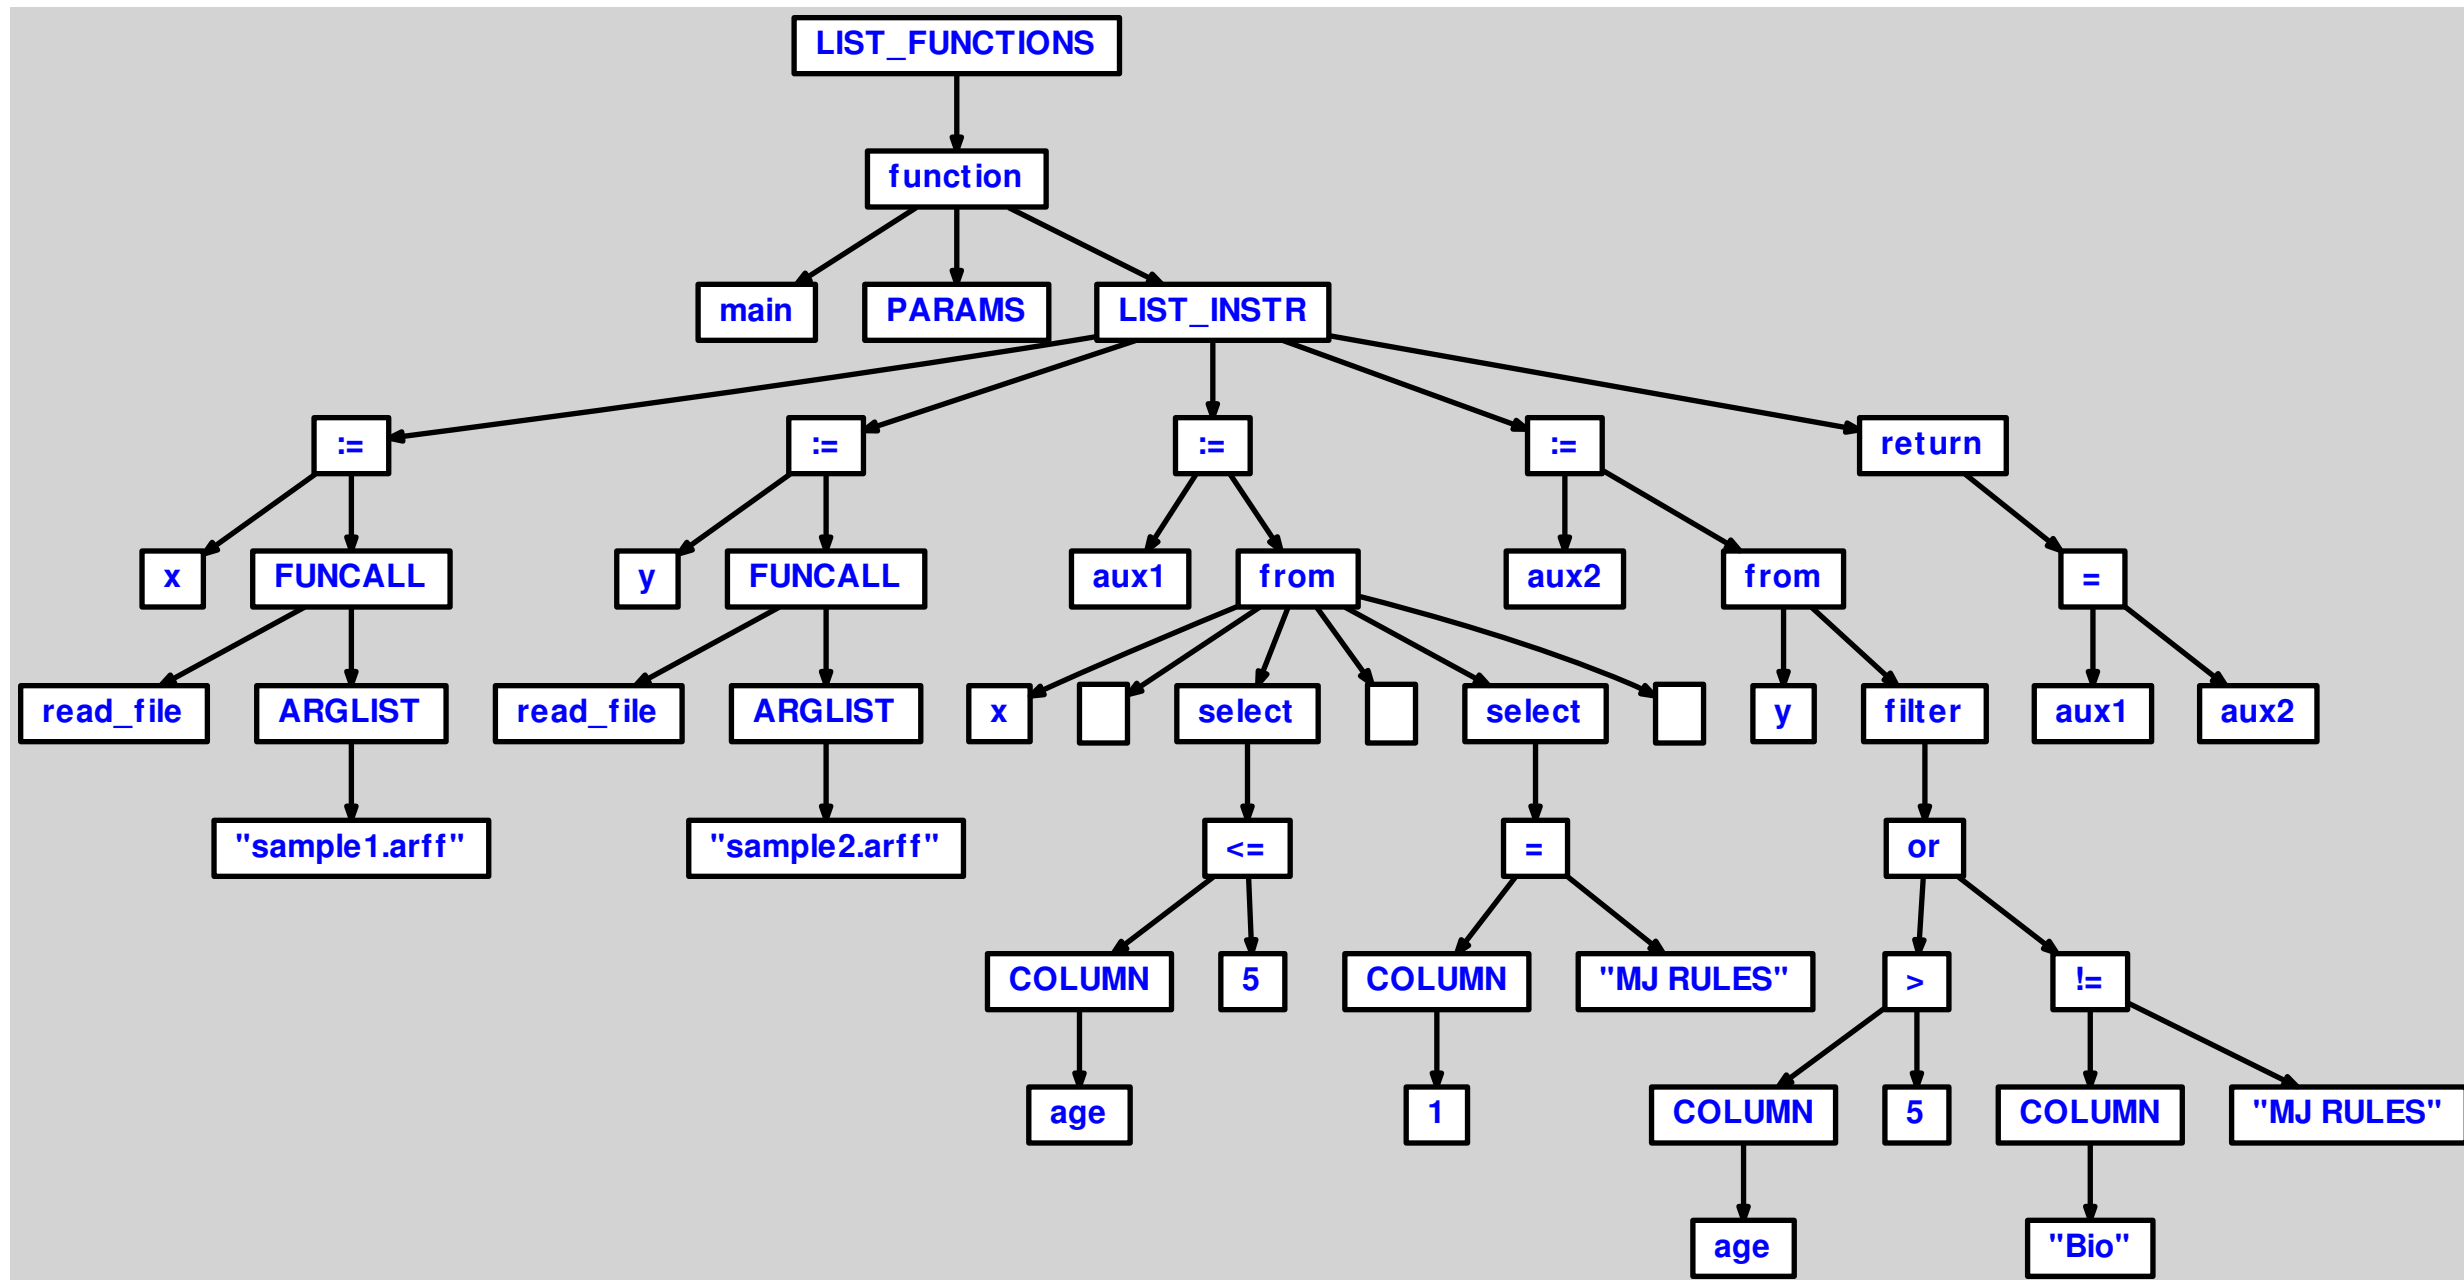 LIST_FUNCTIONS
function
main PARAMS LIST_INSTR
:= := := := return
x FUNCALL y FUNCALL aux1 from aux2 from =
read_file ARGLIST read_file ARGLIST x select select y filter aux1 aux2
"sample1.arff" "sample2.arff" <= = or
COLUMN 5 COLUMN "MJ RULES" > !=
age 1 COLUMN 5 COLUMN "MJ RULES"
age "Bio"